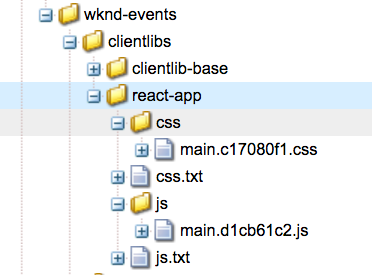 wknd-events
clientlibs
clientlib-base
react-app
css
main.c17080f1.css
css.txt
js
main.d1cb61c2.js
js.txt